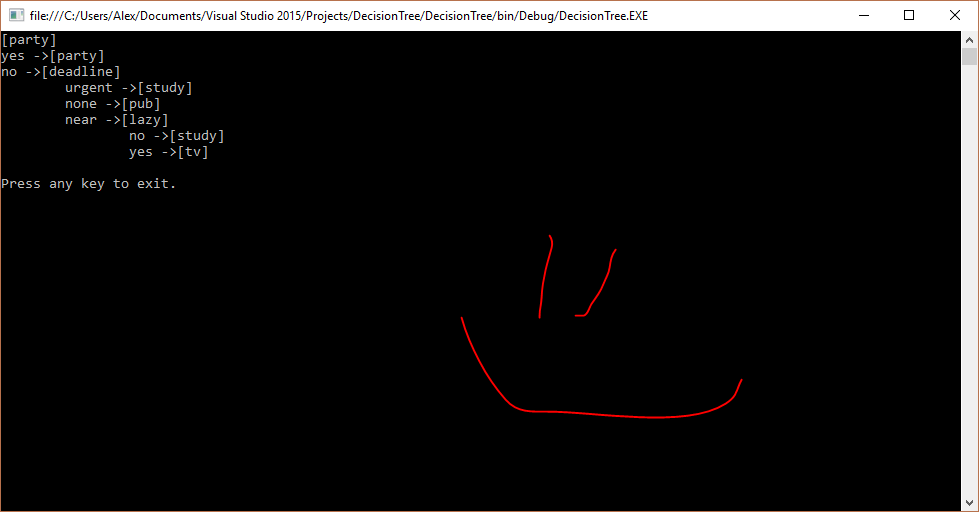 file:///C:/Users/Alex/Documents/Visual Studio 2015/Projects/DecisionTree/DecisionTree/bin/Debug/DecisionTree.EXE
[party]
yes ->[party]
no ->[deadline]
urgent ->[study]
none ->[pub]
near ->[lazy]
no ->[study]
yes ->[tv]
Press any key to exit.